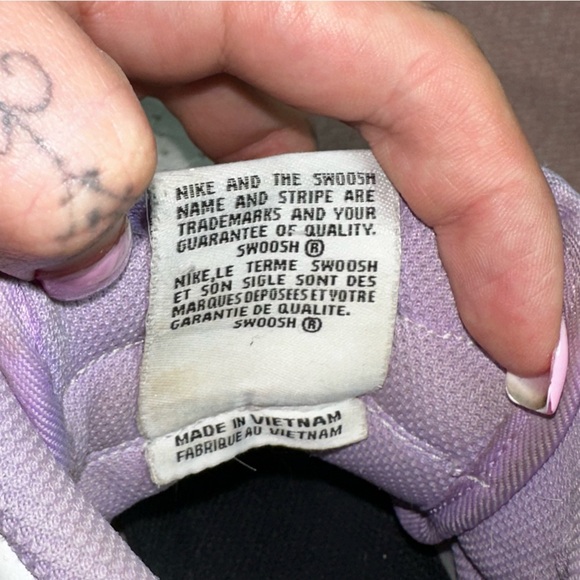 NIKE AND THE SWOOSH
NAME AND STRIPE ARE
TRADEMARKS AND YOUR
GUARANTEE OF QUALITY.
SWOOSH ®
NIKE,LE TERME SWOOSH
ET SON SIGLE SONT DES
MARQUES DEPOSEES ET VOTRE
GARANTIE DE QUALITE.
SWOOSH ®
MADE IN VIETNAM
FABRIQUE AU VIETNAM